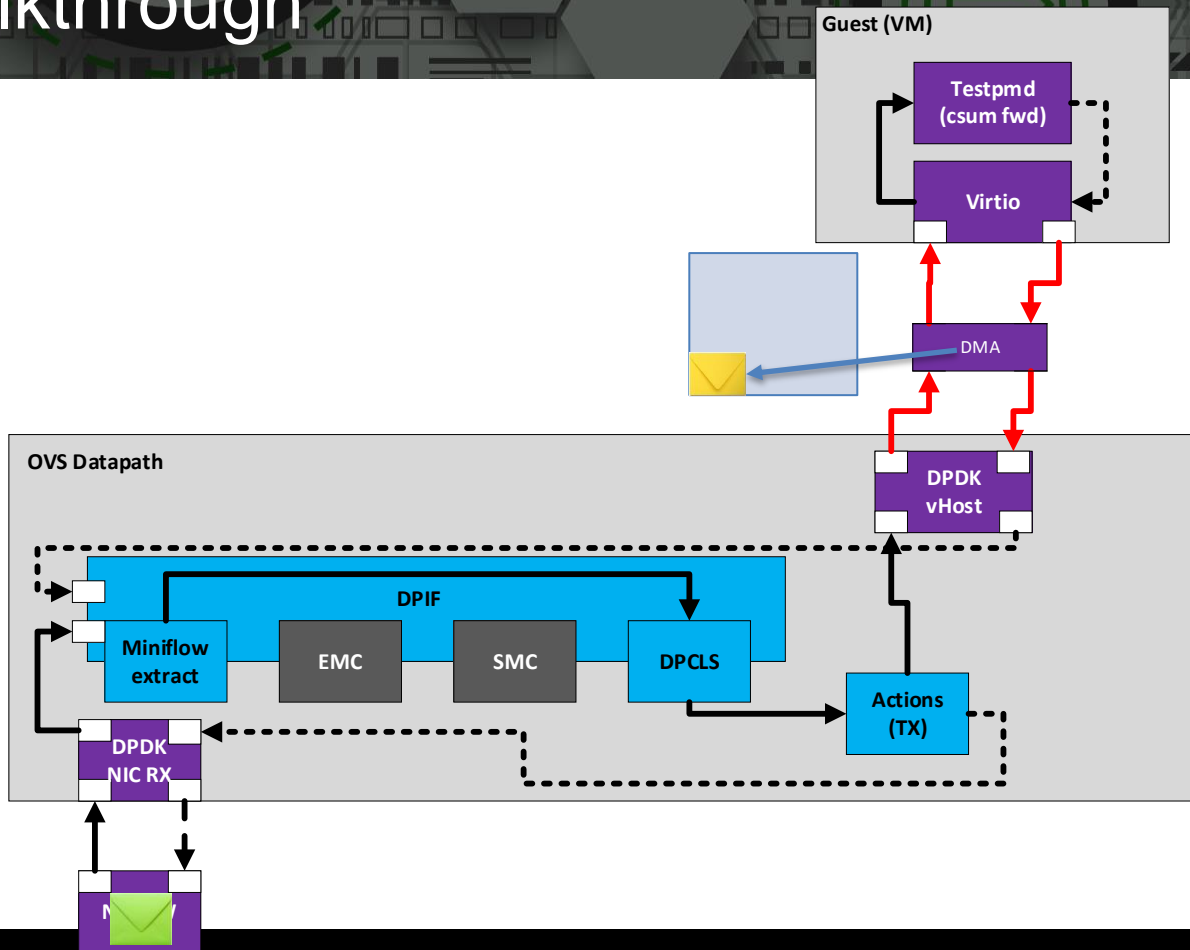 lkthrough
Guest (VM)
Testpmd
(csum fwd)
Virtio
DMA
OVS Datapath
DPDK
vHost
DPIF
Miniflow
extract
EMC
SMC
DPCLS
Actions
(TX)
DPDK
NIC RX